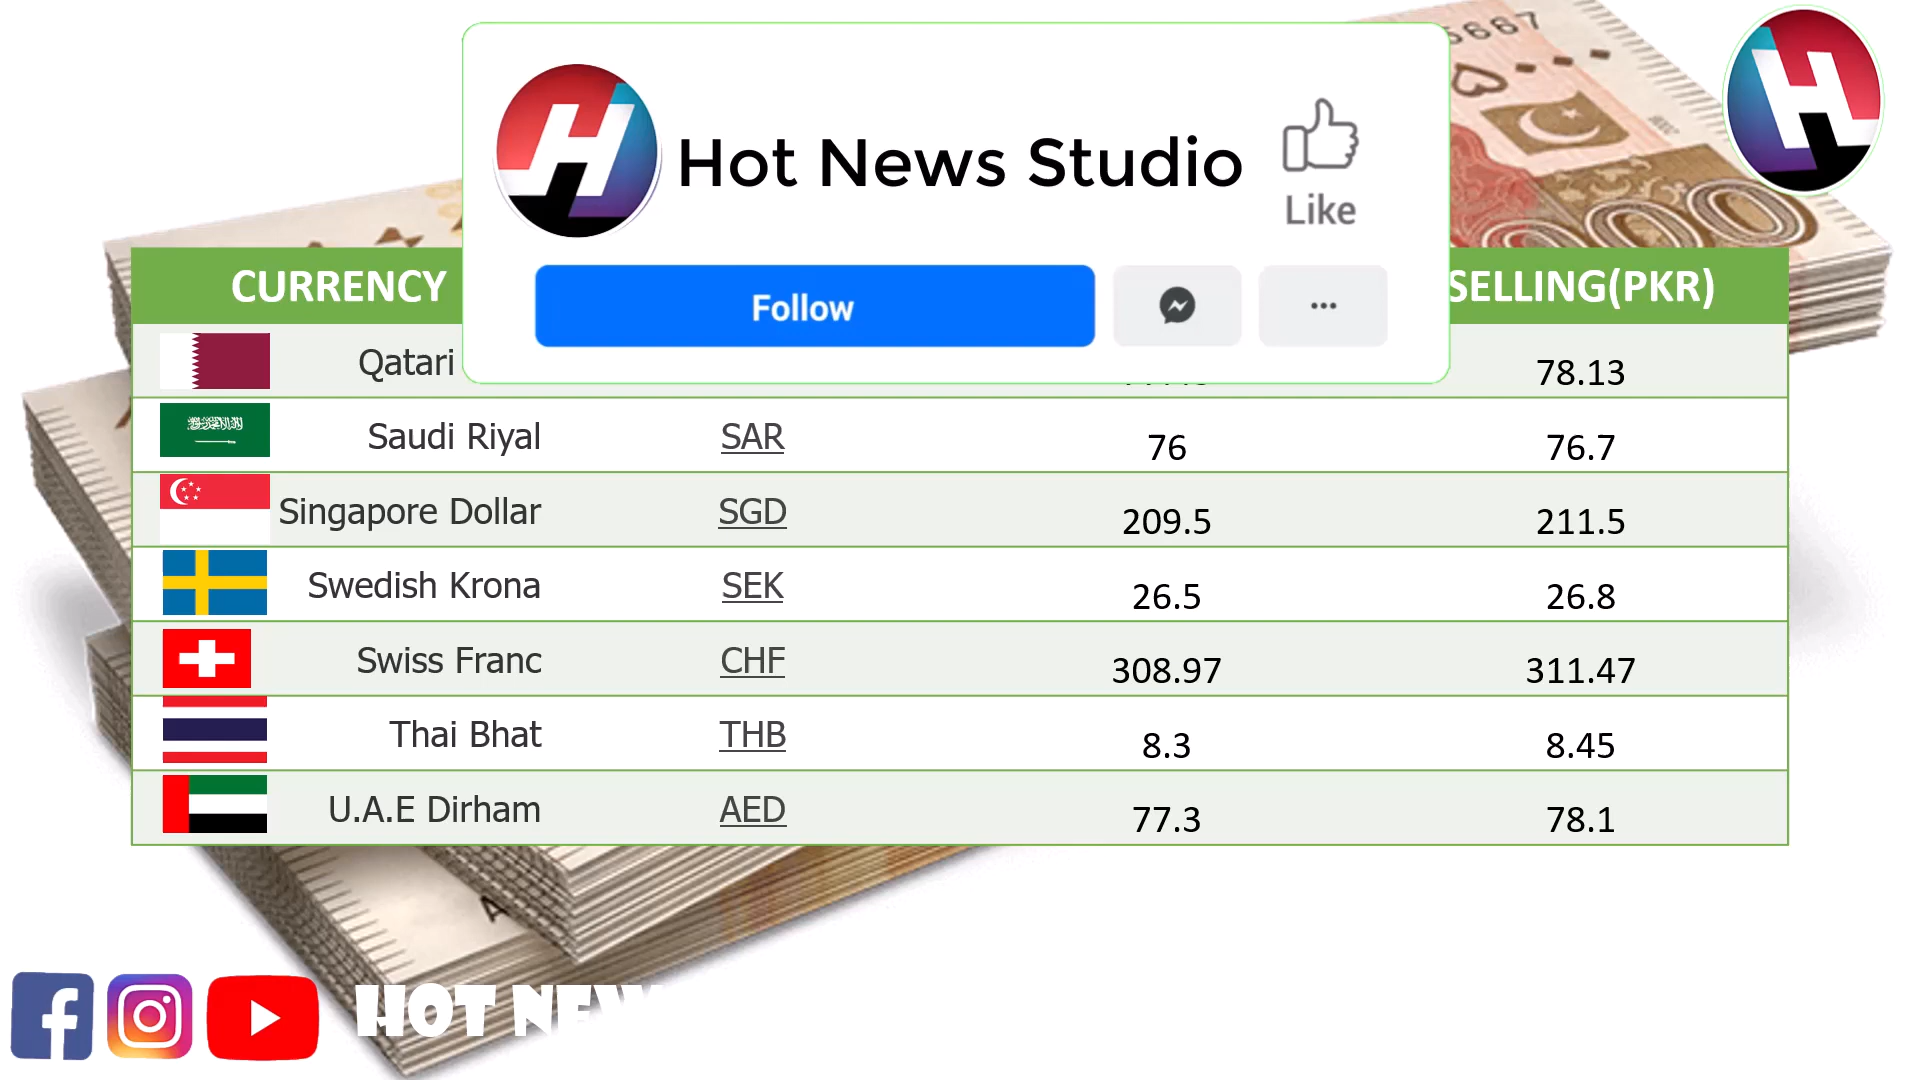 Hot News Studio
Like
Follow
CURRENCY SELLING(PKR)
Qatari 78.13
Saudi Riyal SAR 76 76.7
Singapore Dollar SGD 209.5 211.5
Swedish Krona SEK 26.5 26.8
Swiss Franc CHF 308.97 311.47
Thai Bhat THB 8.3 8.45
U.A.E Dirham AED 77.3 78.1
HOT NEW